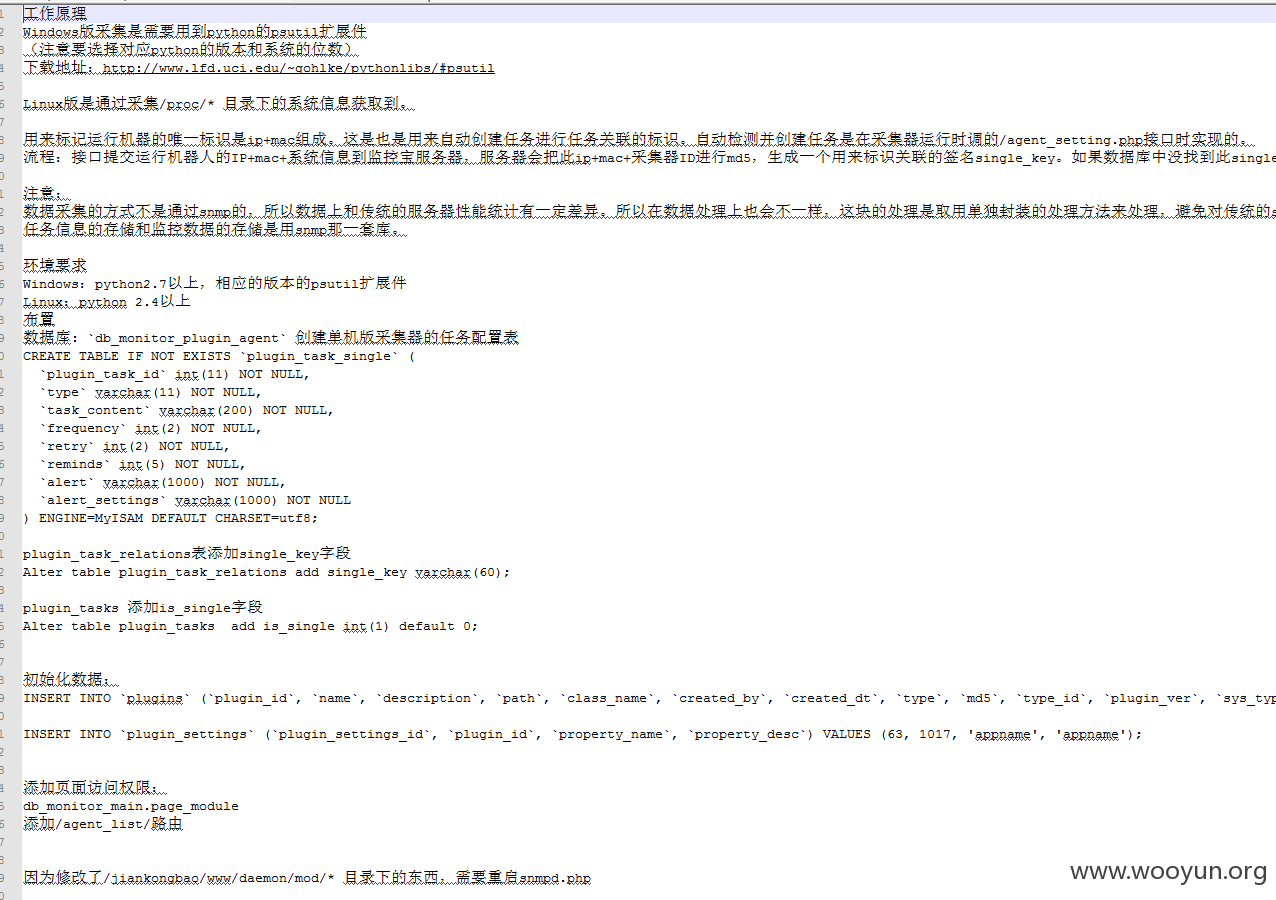 工作原理
Windows版采集是需要用到python的psutil扩展件
（注意要选择对应python的版本和系统的位数）
下载地址：http://www.lfd.uci.edu/~gohlke/pythonlibs/#psutil
Linux版是通过采集/proc/* 目录下的系统信息获取到。
用来标记运行机器的唯一标识是ip+mac组成。这是也是用来自动创建任务进行任务关联的标识。自动检测并创建任务是在采集器运行时调的/agent_setting.php接口时实现的。
流程：接口提交运行机器人的IP+mac+系统信息到监控宝服务器，服务器会把此ip+mac+采集器ID进行md5，生成一个用来标识关联的签名single_key。如果数据库中没找到此single
注意：
数据采集的方式不是通过snmp的，所以数据上和传统的服务器性能统计有一定差异。所以在数据处理上也会不一样，这块的处理是取用单独封装的处理方法来处理，避免对传统的s
任务信息的存储和监控数据的存储是用snmp那一套库。
环境要求
Windows：python2.7以上，相应的版本的psutil扩展件
Linux：python 2.4以上
布置
数据库：`db_monitor_plugin_agent` 创建单机版采集器的任务配置表
CREATE TABLE IF NOT EXISTS `plugin_task_single` (
`plugin_task_id` int(11) NOT NULL,
`type` varchar(11) NOT NULL,
`task_content` varchar(200) NOT NULL,
`frequency` int(2) NOT NULL,
`retry` int(2) NOT NULL,
`reminds` int(5) NOT NULL,
`alert` varchar(1000) NOT NULL,
`alert_settings` varchar(1000) NOT NULL
) ENGINE=MyISAM DEFAULT CHARSET=utf8;
plugin_task_relations表添加single_key字段
Alter table plugin_task_relations add single_key varchar(60);
plugin_tasks 添加is_single字段
Alter table plugin_tasks  add is_single int(1) default 0;
初始化数据：
INSERT INTO `plugins` (`plugin_id`, `name`, `description`, `path`, `class_name`, `created_by`, `created_dt`, `type`, `md5`, `type_id`, `plugin_ver`, `sys_typ
INSERT INTO `plugin_settings` (`plugin_settings_id`, `plugin_id`, `property_name`, `property_desc`) VALUES (63, 1017, 'appname', 'appname');
添加页面访问权限：
db_monitor_main.page_module
添加/agent_list/路由
因为修改了/jiankongbao/www/daemon/mod/* 目录下的东西，需要重启snmpd.php
www.wooyun.org